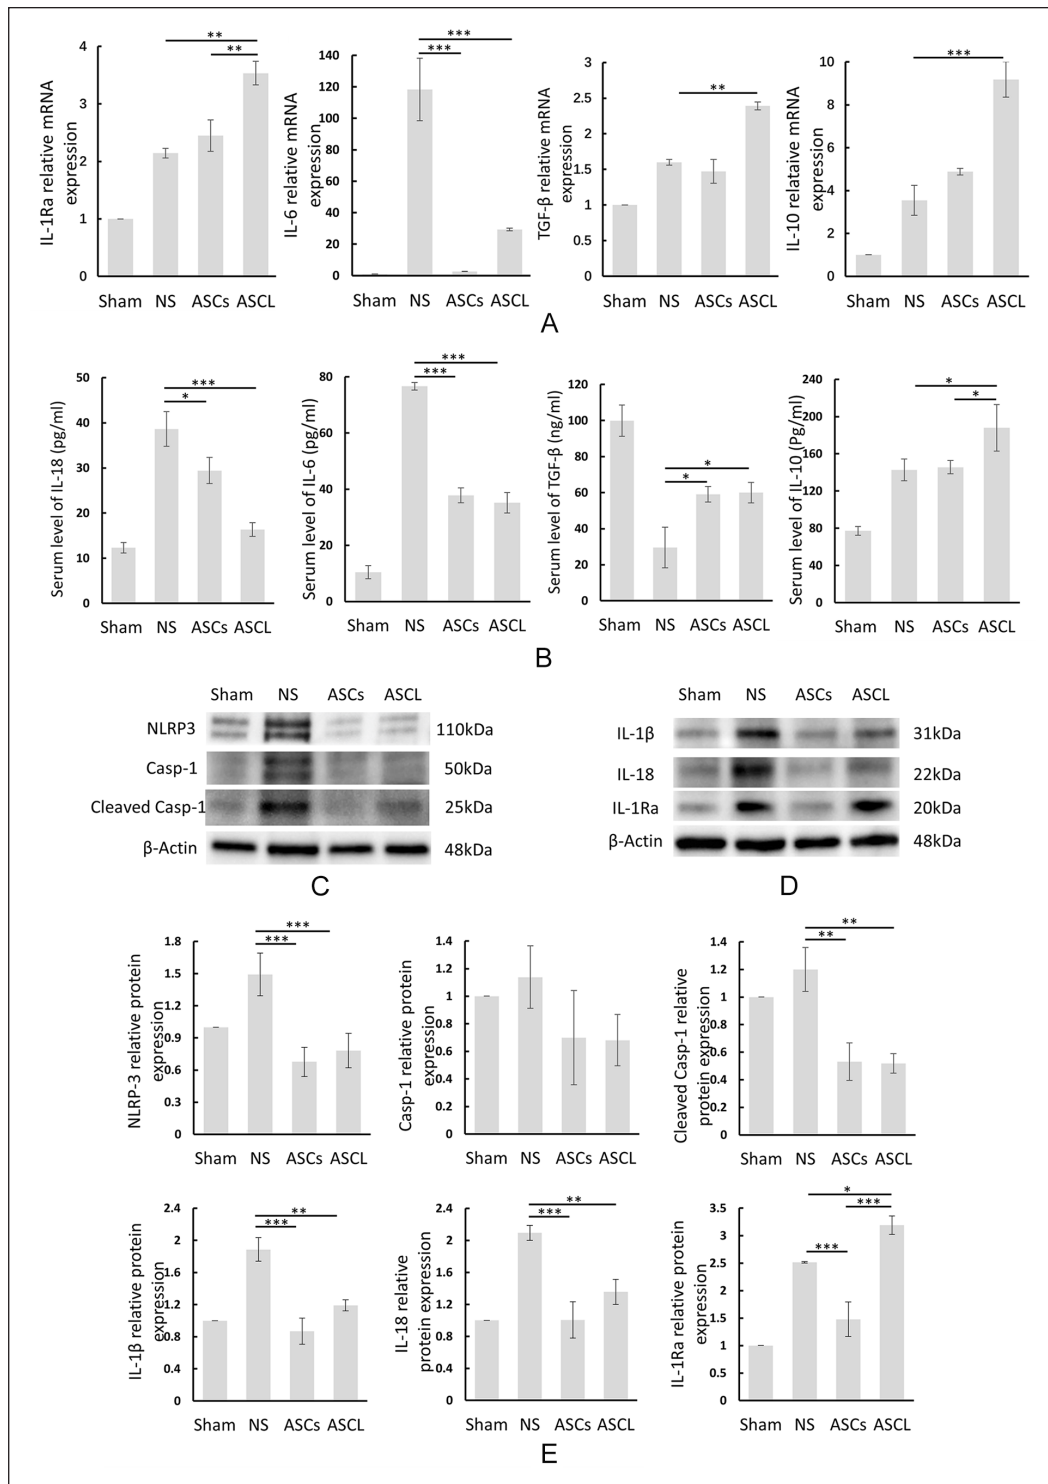 ** ** IL-1Ra relative mRNA expression 0 1 2 3 4 Sham NS ASCs ASCL
*** *** IL-6 relative mRNA expression 0 20 40 60 80 100 120 140 Sham NS ASCs ASCL
** TGF-β relative mRNA expression 0 0.5 1 1.5 2 2.5 3 Sham NS ASCs ASCL
*** IL-10 relatative mRNA expression 0 2 4 6 8 10 Sham NS ASCs ASCL
A
*** * Serum level of IL-18 (pg/ml) 0 10 20 30 40 50 Sham NS ASCs ASCL
*** *** Serum level of IL-6 (pg/ml) 0 20 40 60 80 Sham NS ASCs ASCL
* * Serum level of TGF-β (ng/ml) 0 20 40 60 80 100 120 Sham NS ASCs ASCL
* * Serum level of IL-10 (Pg/ml) 0 40 80 120 160 200 240 Sham NS ASCs ASCL
B
Sham NS ASCs ASCL
NLRP3 110kDa
Casp-1 50kDa
Cleaved Casp-1 25kDa
β-Actin 48kDa
C
Sham NS ASCs ASCL
IL-1β 31kDa
IL-18 22kDa
IL-1Ra 20kDa
β-Actin 48kDa
D
*** *** NLRP-3 relative protein expression 0 0.3 0.6 0.9 1.2 1.5 1.8 Sham NS ASCs ASCL
Casp-1 relative protein expression 0 0.2 0.4 0.6 0.8 1 1.2 1.4 Sham NS ASCs ASCL
** ** Cleaved Casp-1 relative protein expression 0 0.2 0.4 0.6 0.8 1 1.2 1.4 Sham NS ASCs ASCL
** *** IL-1β relative protein expression 0 0.4 0.8 1.2 1.6 2 2.4 Sham NS ASCs ASCL
** *** IL-18 relative protein expression 0 0.4 0.8 1.2 1.6 2 2.4 Sham NS ASCs ASCL
* *** *** IL-1Ra relative protein expression 0 0.5 1 1.5 2 2.5 3 3.5 Sham NS ASCs ASCL
E